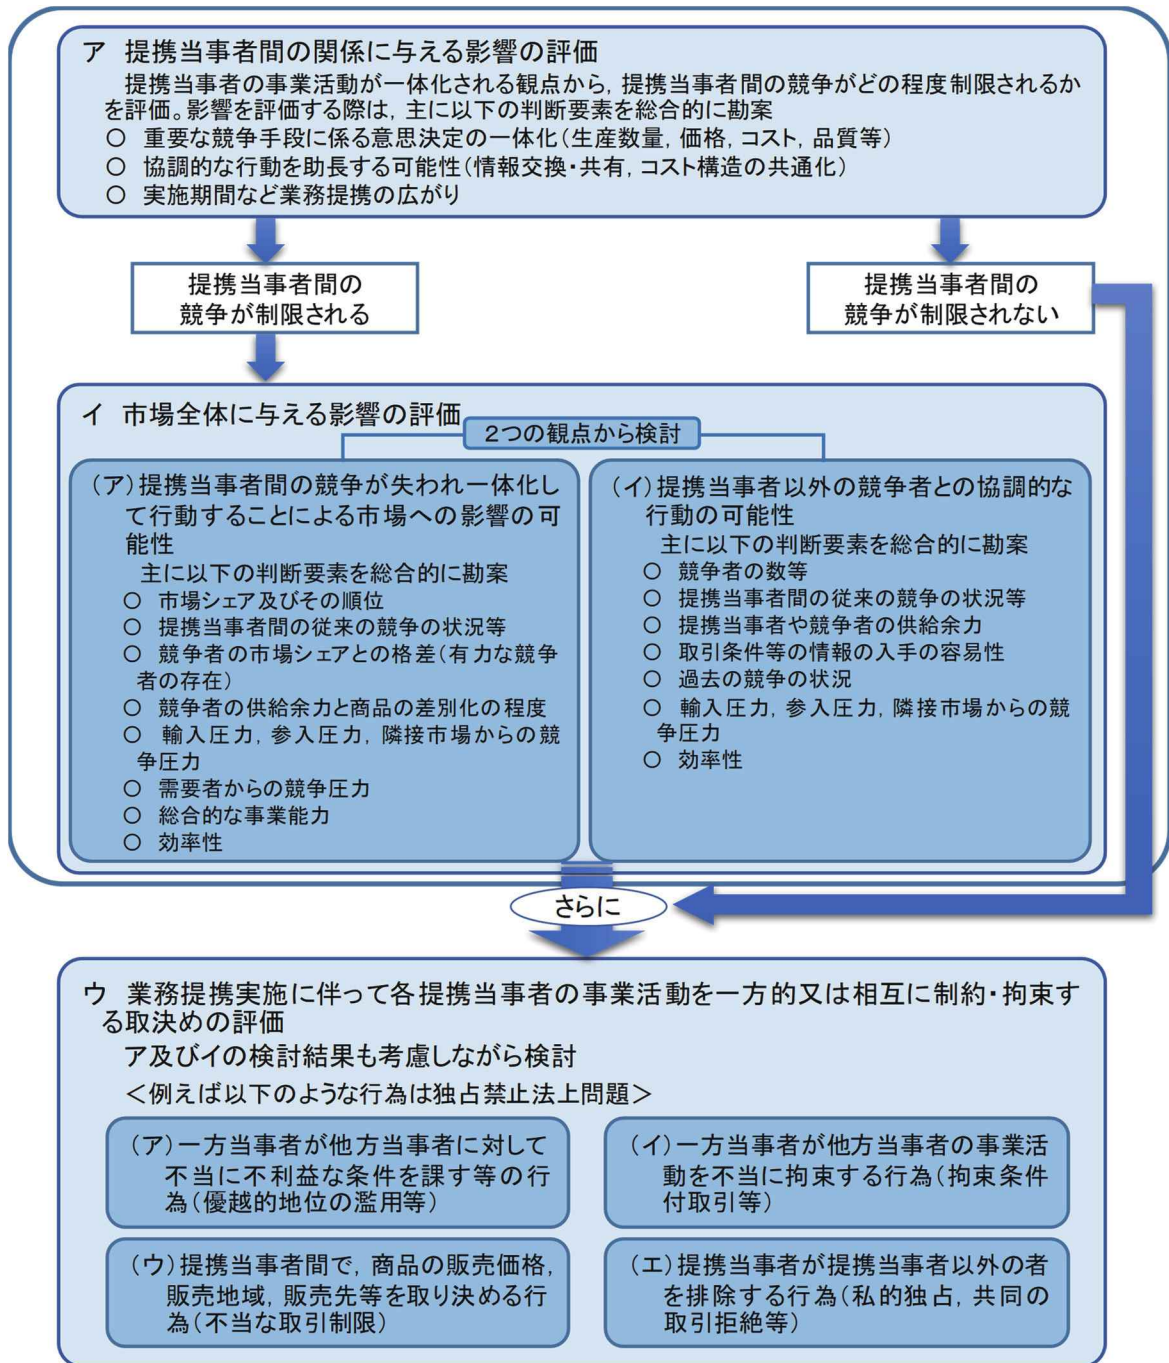 ア 提携当事者間の関係に与える影響の評価
提携当事者の事業活動が一体化される観点から，提携当事者間の競争がどの程度制限されるか
を評価。影響を評価する際は，主に以下の判断要素を総合的に勘案
○ 重要な競争手段に係る意思決定の一体化（生産数量，価格，コスト，品質等）
○ 協調的な行動を助長する可能性（情報交換・共有，コスト構造の共通化）
○ 実施期間など業務提携の広がり
提携当事者間の
競争が制限される
提携当事者間の
競争が制限されない
イ 市場全体に与える影響の評価
２つの観点から検討
（ア）提携当事者間の競争が失われ一体化し
て行動することによる市場への影響の可
能性
主に以下の判断要素を総合的に勘案
○ 市場シェア及びその順位
○ 提携当事者間の従来の競争の状況等
○ 競争者の市場シェアとの格差（有力な競争
者の存在）
○ 競争者の供給余力と商品の差別化の程度
○ 輸入圧力，参入圧力，隣接市場からの競
争圧力
○ 需要者からの競争圧力
○ 総合的な事業能力
○ 効率性
（イ）提携当事者以外の競争者との協調的な
行動の可能性
主に以下の判断要素を総合的に勘案
○ 競争者の数等
○ 提携当事者間の従来の競争の状況等
○ 提携当事者や競争者の供給余力
○ 取引条件等の情報の入手の容易性
○ 過去の競争の状況
○ 輸入圧力，参入圧力，隣接市場からの競
争圧力
○ 効率性
さらに
ウ 業務提携実施に伴って各提携当事者の事業活動を一方的又は相互に制約・拘束す
る取決めの評価
ア及びイの検討結果も考慮しながら検討
＜例えば以下のような行為は独占禁止法上問題＞
（ア）一方当事者が他方当事者に対して
不当に不利益な条件を課す等の行
為（優越的地位の濫用等）
（イ）一方当事者が他方当事者の事業活
動を不当に拘束する行為（拘束条件
付取引等）
（ウ）提携当事者間で，商品の販売価格，
販売地域，販売先等を取り決める行
為（不当な取引制限）
（エ）提携当事者が提携当事者以外の者
を排除する行為（私的独占，共同の
取引拒絶等）